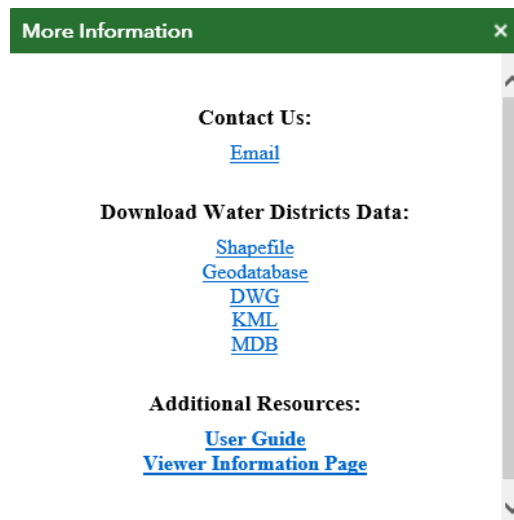 More Information
Contact Us:
Email
Download Water Districts Data:
Shapefile
Geodatabase
DWG
KML
MDB
Additional Resources:
User Guide
Viewer Information Page